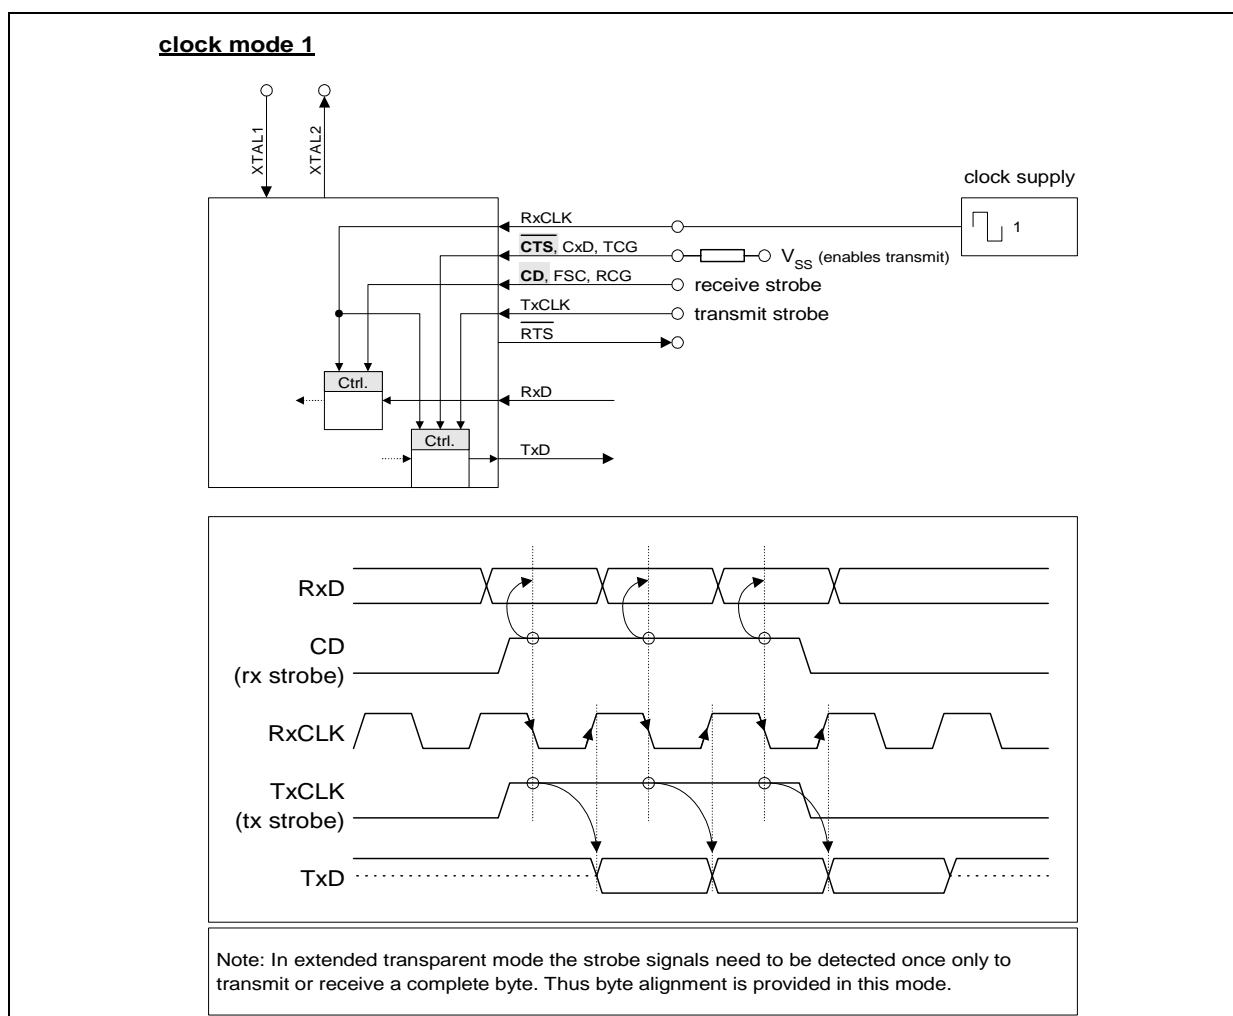 clock mode 1
XTAL1
XTAL2
clock supply
RxCLK
1
CTS, CxD, TCG
VSS (enables transmit)
CD, FSC, RCG
receive strobe
TxCLK
transmit strobe
RTS
Ctrl.
RxD
Ctrl.
TxD
RxD
CD
(rx strobe)
RxCLK
TxCLK
(tx strobe)
TxD
Note: In extended transparent mode the strobe signals need to be detected once only to
transmit or receive a complete byte. Thus byte alignment is provided in this mode.